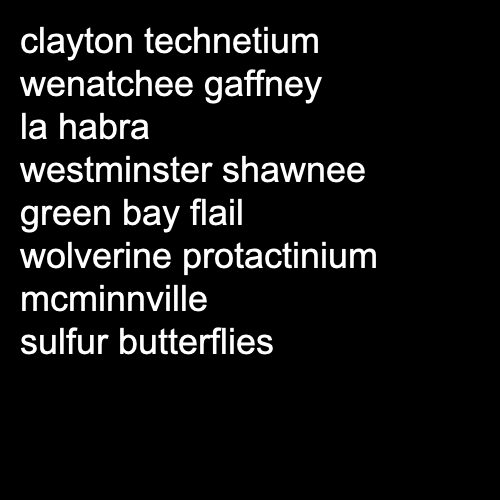 clayton technetium
wenatchee gaffney
la habra
westminster shawnee
green bay flail
wolverine protactinium
mcminnville
sulfur butterflies